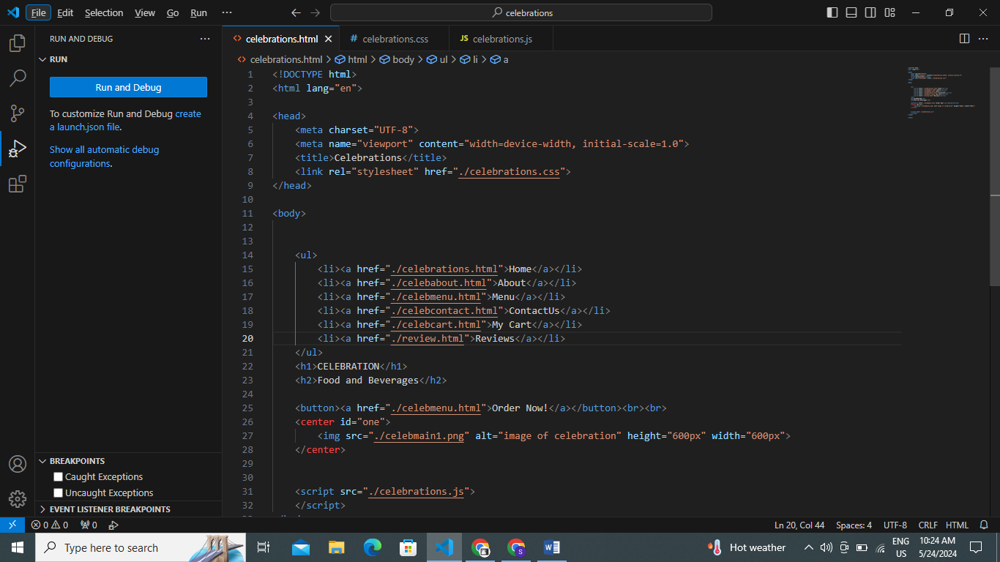 File Edit Selection View Go Run ··· celebrations
RUN AND DEBUG ···
RUN
Run and Debug
To customize Run and Debug create
a launch.json file.
Show all automatic debug
configurations.
BREAKPOINTS
Caught Exceptions
Uncaught Exceptions
EVENT LISTENER BREAKPOINTS
celebrations.html # celebrations.css JS celebrations.js
celebrations.html > html > body > ul > li > a
1 <!DOCTYPE html>
2 <html lang="en">
3
4 <head>
5 <meta charset="UTF-8">
6 <meta name="viewport" content="width=device-width, initial-scale=1.0">
7 <title>Celebrations</title>
8 <link rel="stylesheet" href="./celebrations.css">
9 </head>
10
11 <body>
12
13
14 <ul>
15 <li><a href="./celebrations.html">Home</a></li>
16 <li><a href="./celebabout.html">About</a></li>
17 <li><a href="./celebmenu.html">Menu</a></li>
18 <li><a href="./celebcontact.html">ContactUs</a></li>
19 <li><a href="./celebcart.html">My Cart</a></li>
20 <li><a href="./review.html">Reviews</a></li>
21 </ul>
22 <h1>CELEBRATION</h1>
23 <h2>Food and Beverages</h2>
24
25 <button><a href="./celebmenu.html">Order Now!</a></button><br><br>
26 <center id="one">
27 <img src="./celebmain1.png" alt="image of celebration" height="600px" width="600px">
28 </center>
29
30
31 <script src="./celebrations.js">
32 </script>
0 0 0 Ln 20, Col 44 Spaces: 4 UTF-8 CRLF HTML
Type here to search Hot weather ENG 10:24 AM
US 5/24/2024